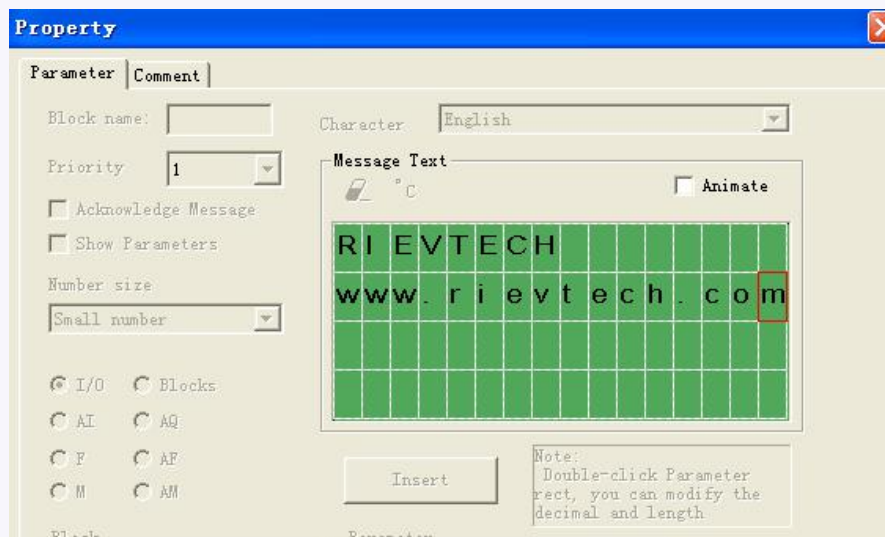 Property
Parameter Comment
Block name:
Character English
Priority 1
Message Text
°C
Animate
Acknowledge Message
Show Parameters
RIEVTECH
www.rievtech.com
Number size
Small number
I/O Blocks
AI AQ
F AF
M AM
Insert
Note:
Double-click Parameter
rect, you can modify the
decimal and length
Block Parameter